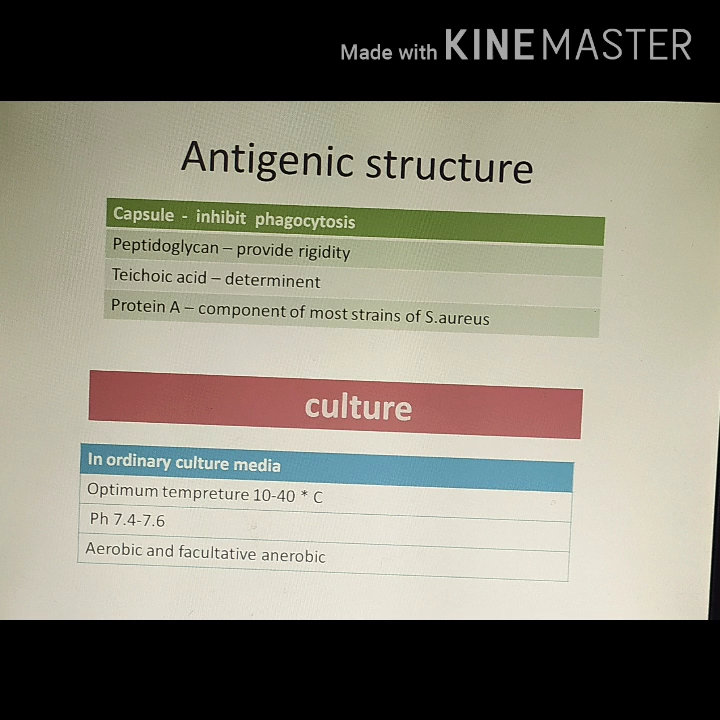 Made with KINEMASTER
Antigenic structure
Capsule - inhibit phagocytosis
Peptidoglycan – provide rigidity
Teichoic acid – determinent
Protein A – component of most strains of S.aureus
culture
In ordinary culture media
Optimum tempreture 10-40 * C
Ph 7.4-7.6
Aerobic and facultative anerobic